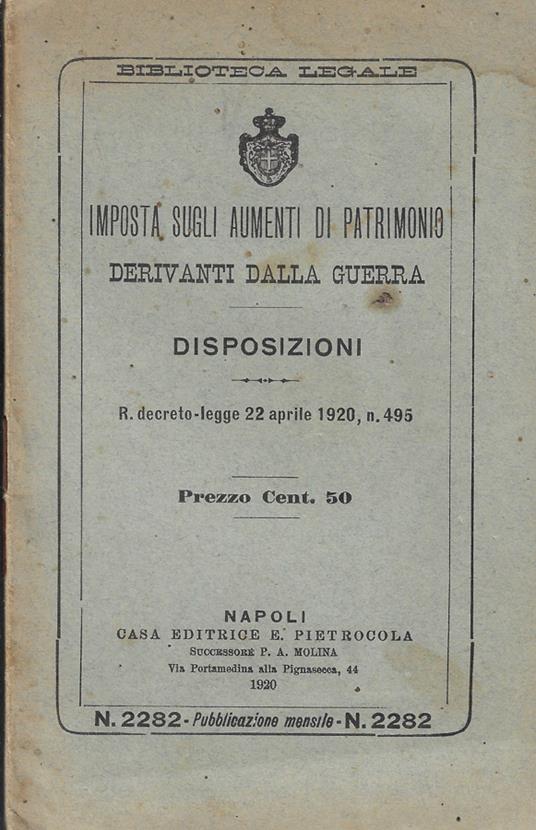 BIBLIOTECA LEGALE
IMPOSTA SUGLI AUMENTI DI PATRIMONIO
DERIVANTI DALLA GUERRA
DISPOSIZIONI
R. decreto-legge 22 aprile 1920, n. 495
Prezzo Cent. 50
NAPOLI
CASA EDITRICE E. PIETROCOLA
SUCCESSORE P. A. MOLINA
Via Portamedina alla Pignasecca, 44
1920
N. 2282 - Pubblicazione mensile - N. 2282